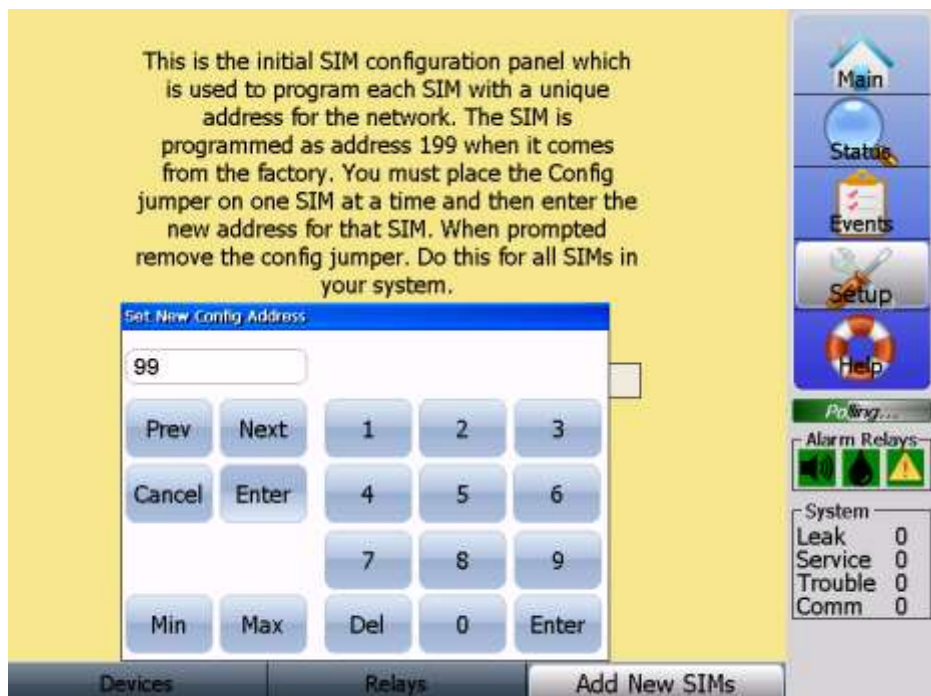 This is the initial SIM configuration panel which
is used to program each SIM with a unique
address for the network. The SIM is
programmed as address 199 when it comes
from the factory. You must place the Config
jumper on one SIM at a time and then enter the
new address for that SIM. When prompted
remove the config jumper. Do this for all SIMs in
your system.
Set New Config Address
99
Prev Next 1 2 3
Cancel Enter 4 5 6
7 8 9
Min Max Del 0 Enter
Devices Relays Add New SIMs
Main
Status
Events
Setup
Help
Polling...
Alarm Relays
System
Leak 0
Service 0
Trouble 0
Comm 0